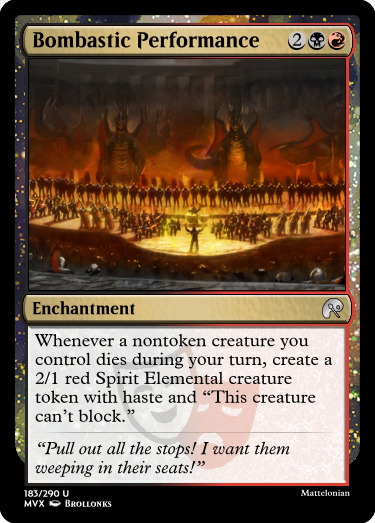 Bombastic Performance 2
Enchantment
Whenever a nontoken creature you
control dies during your turn, create a
2/1 red Spirit Elemental creature
token with haste and “This creature
can’t block.”
“Pull out all the stops! I want them
weeping in their seats!”
183/290 U
MVX Brollonks
Mattelonian